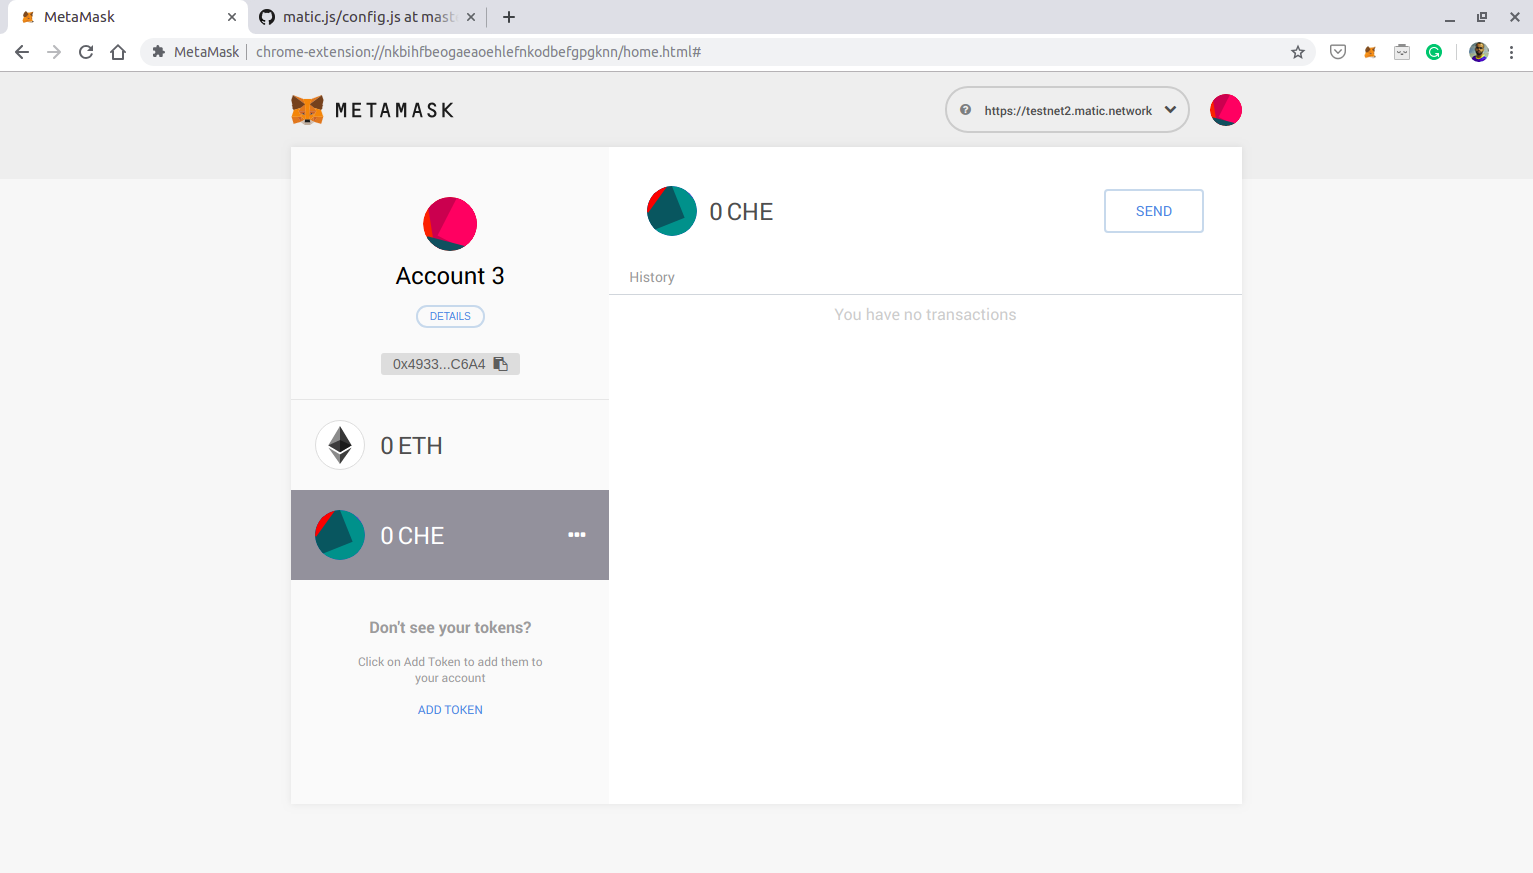 MetaMask
matic.js/config.js at mast
MetaMask
chrome-extension://nkbihfbeogaeaoehlefnkodbefgpgknn/home.html#
METAMASK
https://testnet2.matic.network
Account 3
DETAILS
0x4933...C6A4
0 ETH
0 CHE
Don't see your tokens?
Click on Add Token to add them to
your account
ADD TOKEN
0 CHE
SEND
History
You have no transactions